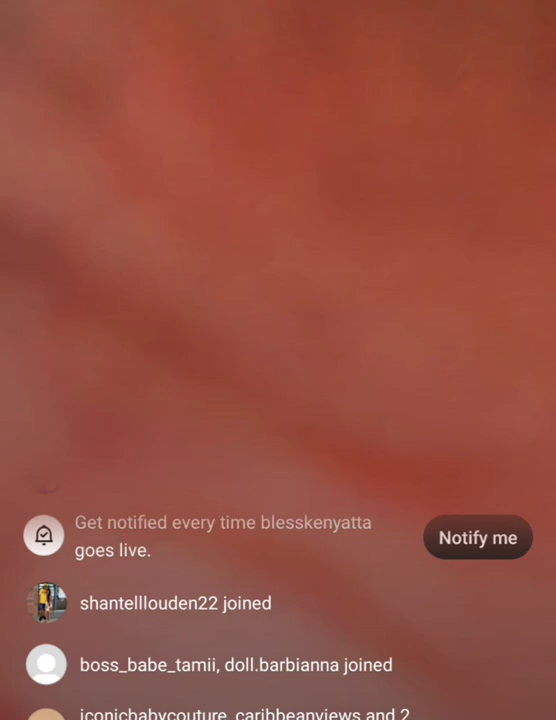 Get notified every time blesskenyatta
goes live.
Notify me
shantelllouden22 joined
boss_babe_tamii, doll.barbianna joined
iconicbabycouture, caribbeanviews and 2